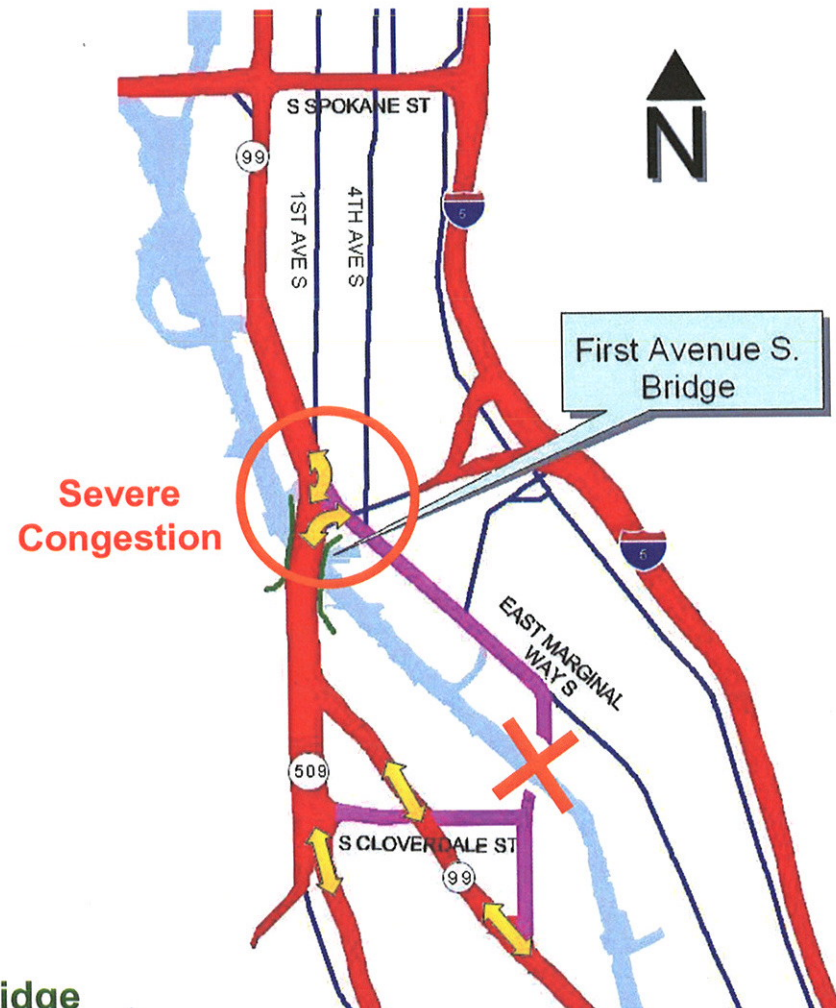 S SPOKANE ST
99
1ST AVE S
4TH AVE S
5
N
First Avenue S.
Bridge
Severe
Congestion
5
EAST MARGINAL
WAY S
509
S CLOVERDALE ST
99
idge